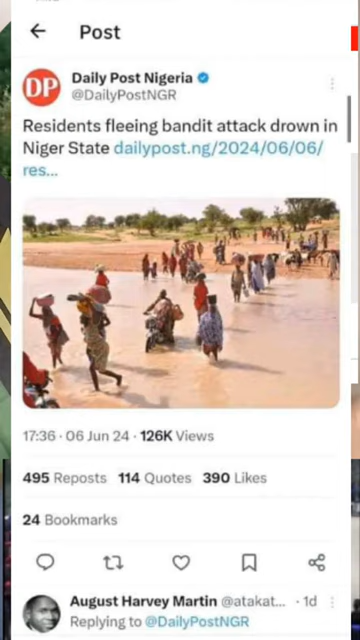 Post
DP
Daily Post Nigeria
@DailyPostNGR
Residents fleeing bandit attack drown in
Niger State dailypost.ng/2024/06/06/
res...
17:36 · 06 Jun 24 · 126K Views
495 Reposts 114 Quotes 390 Likes
24 Bookmarks
August Harvey Martin @atakat... · 1d
Replying to @DailyPostNGR